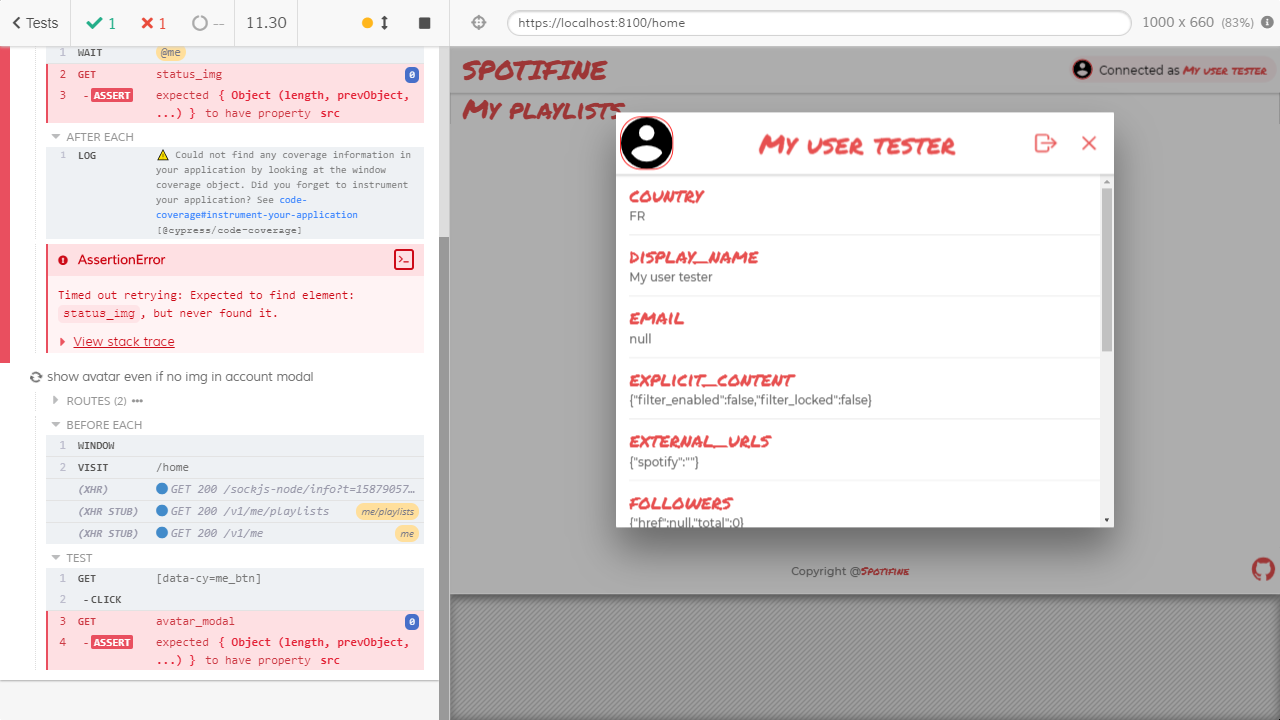 Tests
1
1
--
11.30
https://localhost:8100/home
1000 x 660 (83%)
1 WAIT @me
2 GET status_img 0
3 -ASSERT expected { Object (length, prevObject,
...) } to have property src
AFTER EACH
1 LOG Could not find any coverage information in
your application by looking at the window
coverage object. Did you forget to instrument
your application? See code-
coverage#instrument-your-application
[@cypress/code-coverage]
AssertionError
Timed out retrying: Expected to find element:
status_img, but never found it.
View stack trace
show avatar even if no img in account modal
ROUTES (2)
BEFORE EACH
1 WINDOW
2 VISIT /home
(XHR) GET 200 /sockjs-node/info?t=15879057...
(XHR STUB) GET 200 /v1/me/playlists me/playlists
(XHR STUB) GET 200 /v1/me me
TEST
1 GET [data-cy=me_btn]
2 -CLICK
3 GET avatar_modal 0
4 -ASSERT expected { Object (length, prevObject,
...) } to have property src
SPOTIFINE
Connected as My user tester
My playlists
My user tester
COUNTRY
FR
DISPLAY_NAME
My user tester
EMAIL
null
EXPLICIT_CONTENT
{"filter_enabled":false,"filter_locked":false}
EXTERNAL_URLS
{"spotify":""}
FOLLOWERS
{"href":null,"total":0}
Copyright @Spotifine